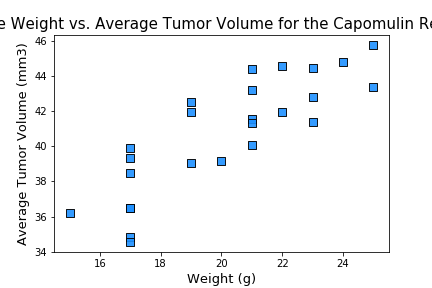 e Weight vs. Average Tumor Volume for the Capomulin Re
46
44
42
40
38
36
34
Average Tumor Volume (mm3)
16 18 20 22 24
Weight (g)